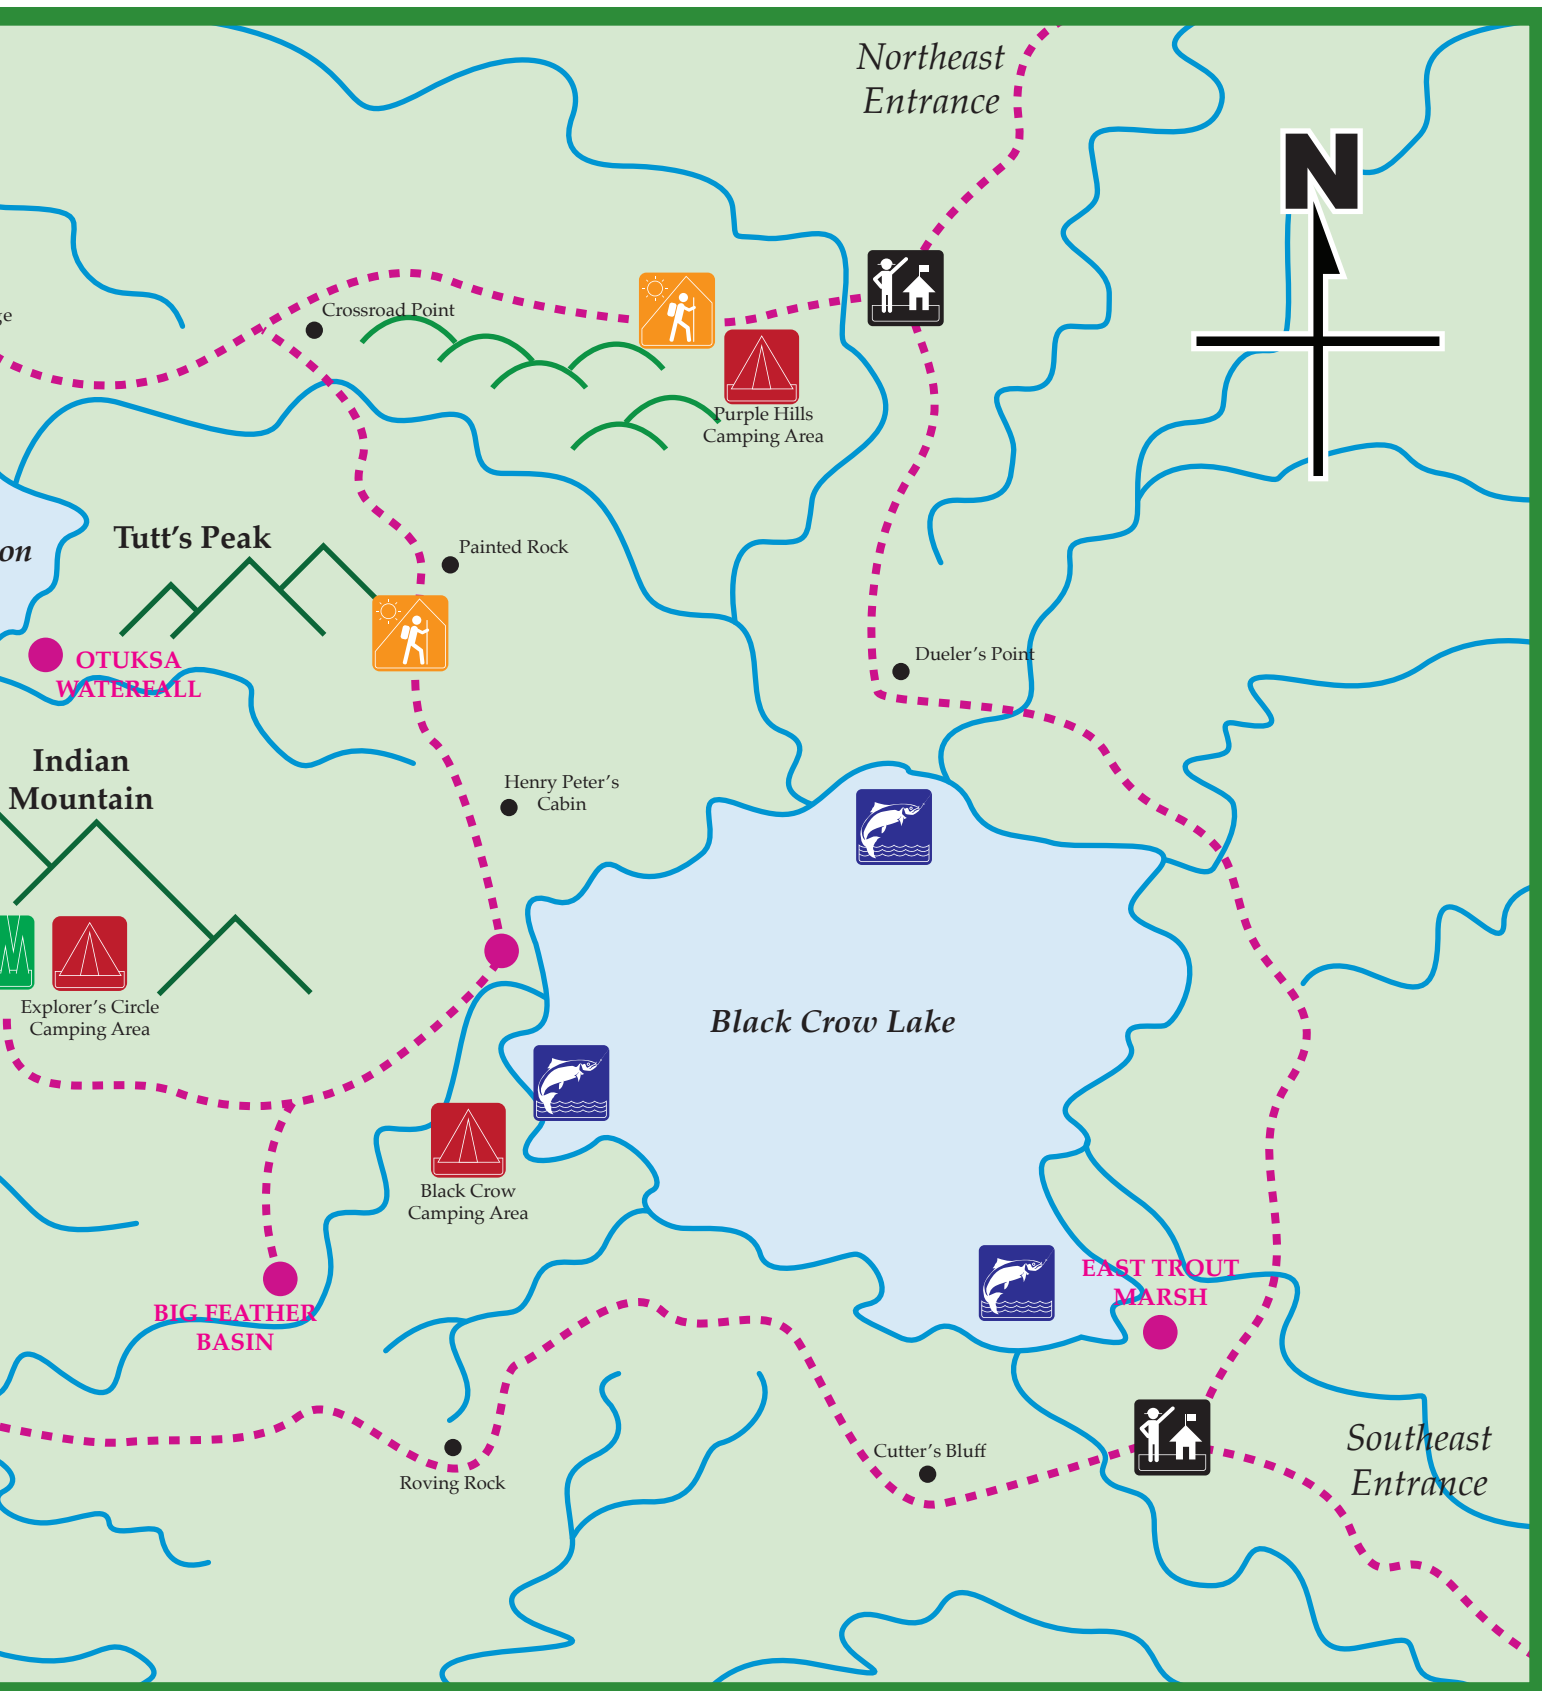 Northeast
Entrance
N
ge
Crossroad Point
Purple Hills
Camping Area
on
Tutt's Peak
Painted Rock
OTUKSA
WATERFALL
Dueler's Point
Indian
Mountain
Henry Peter's
Cabin
Explorer's Circle
Camping Area
Black Crow Lake
Black Crow
Camping Area
EAST TROUT
MARSH
BIG FEATHER
BASIN
Roving Rock
Cutter's Bluff
Southeast
Entrance